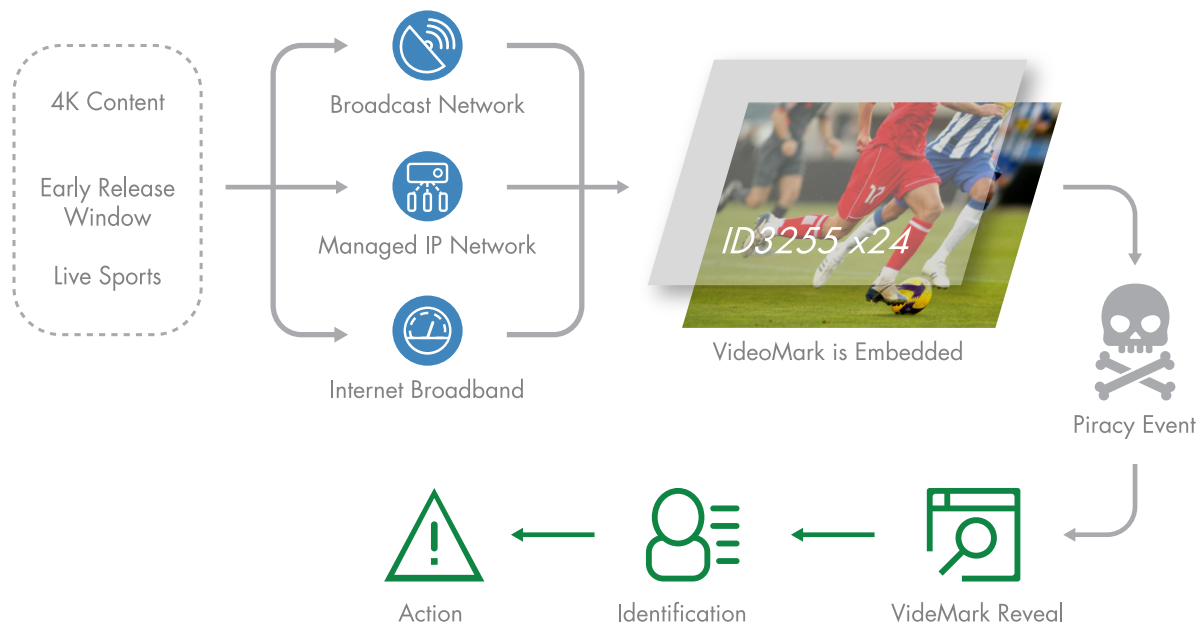 4K Content
Early Release
Window
Live Sports
Broadcast Network
Managed IP Network
Internet Broadband
17
ID3255 x24
VideoMark is Embedded
Piracy Event
VideMark Reveal
Identification
Action